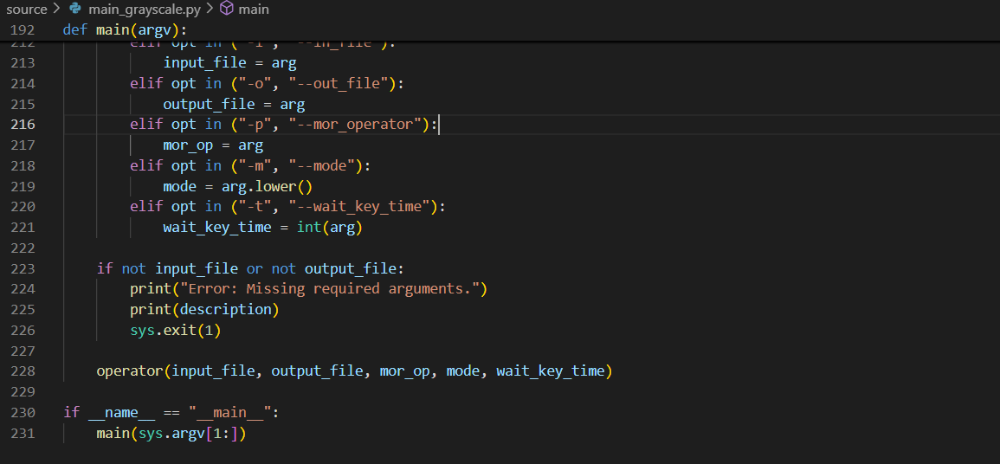 source > main_grayscale.py > main
192 def main(argv):
212 elif opt in ("-i", "--in_file"):
213 input_file = arg
214 elif opt in ("-o", "--out_file"):
215 output_file = arg
216 elif opt in ("-p", "--mor_operator"):
217 mor_op = arg
218 elif opt in ("-m", "--mode"):
219 mode = arg.lower()
220 elif opt in ("-t", "--wait_key_time"):
221 wait_key_time = int(arg)
222
223 if not input_file or not output_file:
224 print("Error: Missing required arguments.")
225 print(description)
226 sys.exit(1)
227
228 operator(input_file, output_file, mor_op, mode, wait_key_time)
229
230 if __name__ == "__main__":
231 main(sys.argv[1:])